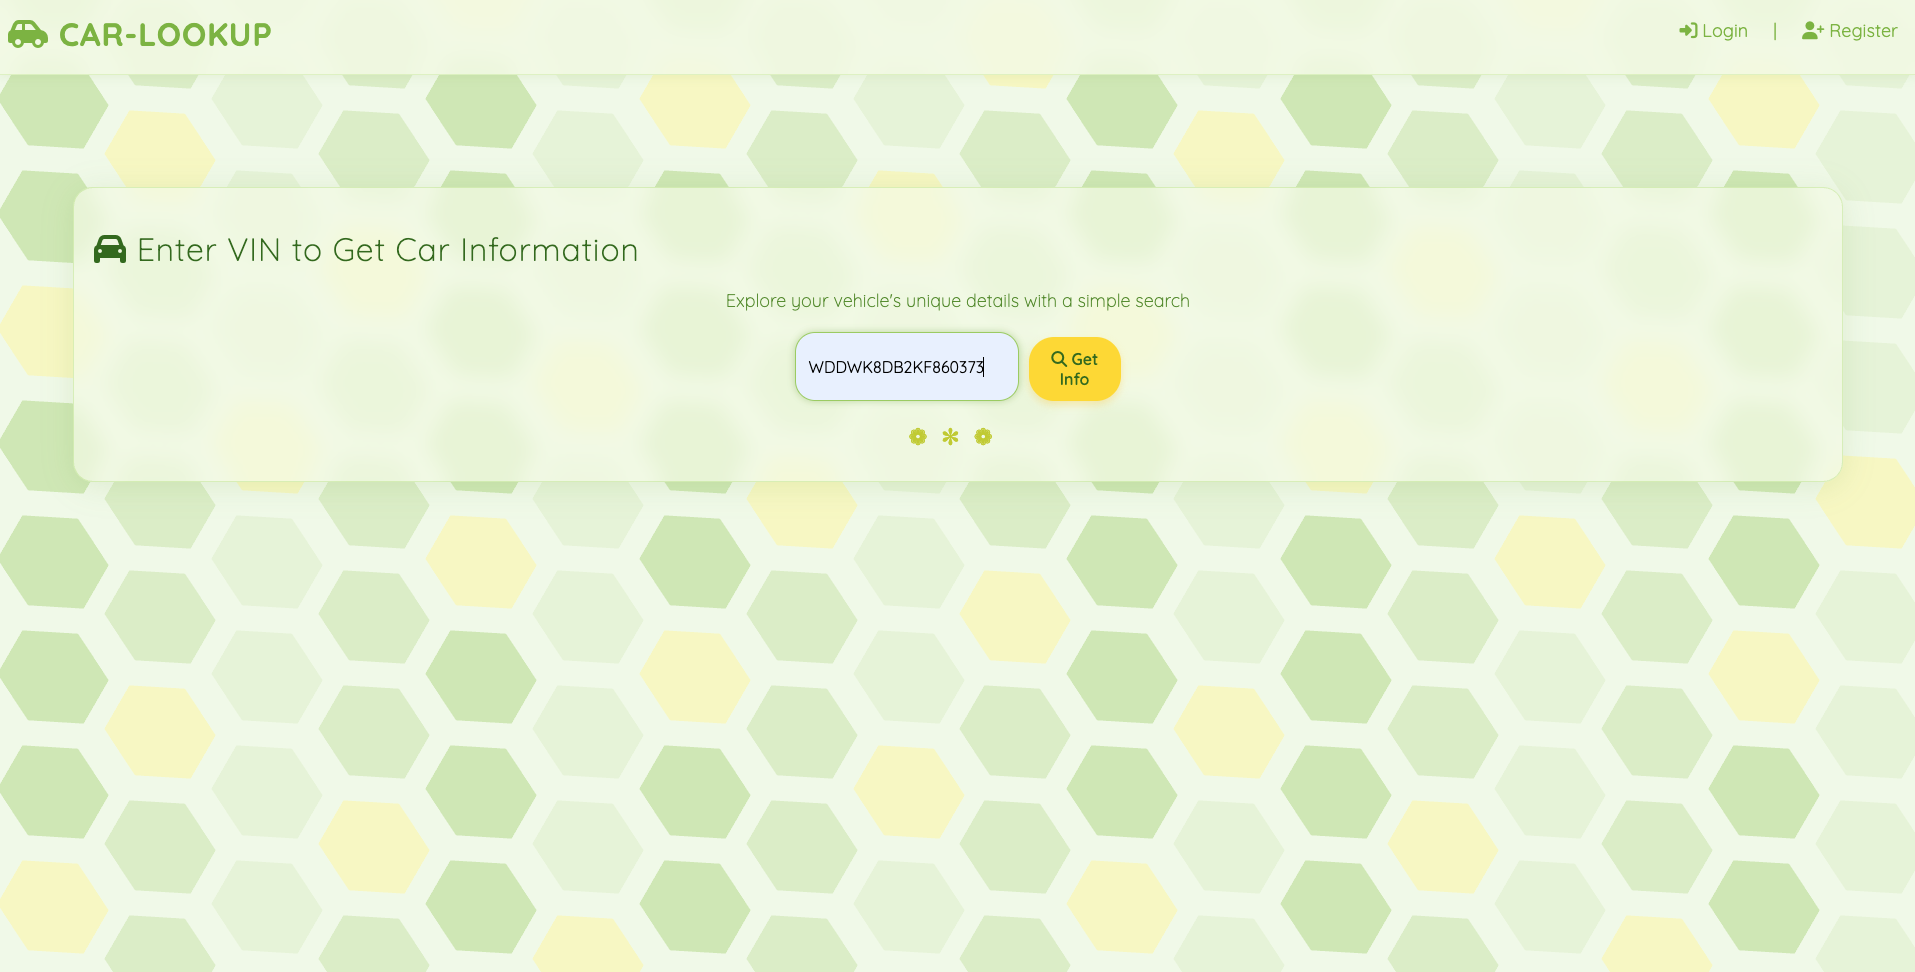 CAR-LOOKUP
Login | Register
Enter VIN to Get Car Information
Explore your vehicle's unique details with a simple search
WDDWK8DB2KF860373
Get
Info